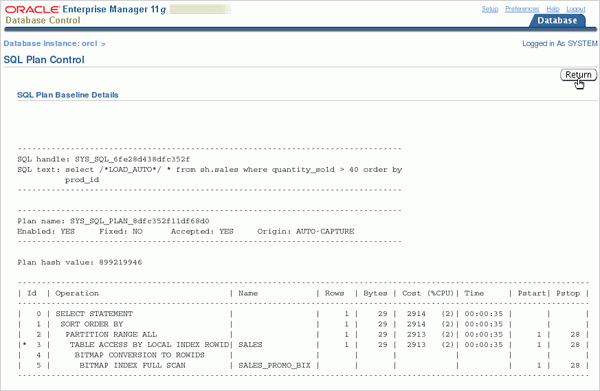 ORACLE Enterprise Manager 11g
Database Control
Setup Preferences Help Logout
Database
Database Instance: orcl >
Logged in As SYSTEM
SQL Plan Control
Return
SQL Plan Baseline Details
--------------------------------------------------------------------------------
SQL handle: SYS_SQL_6fe28d438dfc352f
SQL text: select /*LOAD_AUTO*/ * from sh.sales where quantity_sold > 40 order by
prod_id
--------------------------------------------------------------------------------
--------------------------------------------------------------------------------
Plan name: SYS_SQL_PLAN_8dfc352f11df68d0
Enabled: YES Fixed: NO Accepted: YES Origin: AUTO-CAPTURE
--------------------------------------------------------------------------------
Plan hash value: 899219946
--------------------------------------------------------------------------------
| Id | Operation | Name | Rows | Bytes | Cost (%CPU)| Time | Pstart| Pstop |
--------------------------------------------------------------------------------
| 0 | SELECT STATEMENT | | 1 | 29 | 2914 (2)| 00:00:35 | | |
| 1 | SORT ORDER BY | | 1 | 29 | 2914 (2)| 00:00:35 | | |
| 2 | PARTITION RANGE ALL | | 1 | 29 | 2913 (2)| 00:00:35 | 1 | 28 |
|* 3 | TABLE ACCESS BY LOCAL INDEX ROWID| SALES | 1 | 29 | 2913 (2)| 00:00:35 | 1 | 28 |
| 4 | BITMAP CONVERSION TO ROWIDS | | | | | | | |
| 5 | BITMAP INDEX FULL SCAN | SALES_PROMO_BIX | | | | | 1 | 28 |
--------------------------------------------------------------------------------